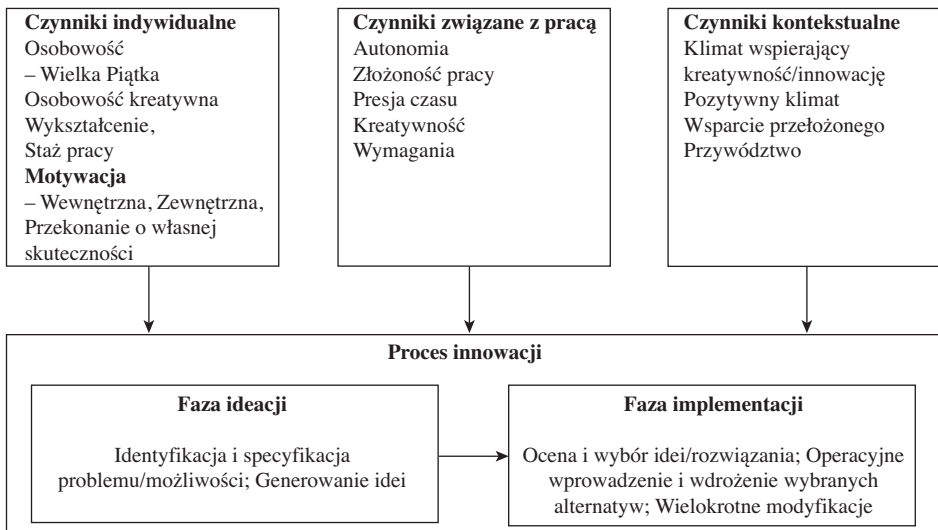 Czynniki indywidualne
Osobowość
– Wielka Piątka
Osobowość kreatywna
Wykształcenie,
Staż pracy
Motywacja
– Wewnętrzna, Zewnętrzna,
Przekonanie o własnej
skuteczności
Czynniki związane z pracą
Autonomia
Złożoność pracy
Presja czasu
Kreatywność
Wymagania
Czynniki kontekstualne
Klimat wspierający
kreatywność/innowację
Pozytywny klimat
Wsparcie przełożonego
Przywództwo
Proces innowacji
Faza ideacji
Identyfikacja i specyfikacja
problemu/możliwości; Generowanie idei
Faza implementacji
Ocena i wybór idei/rozwiązania; Operacyjne
wprowadzenie i wdrożenie wybranych
alternatyw; Wielokrotne modyfikacje